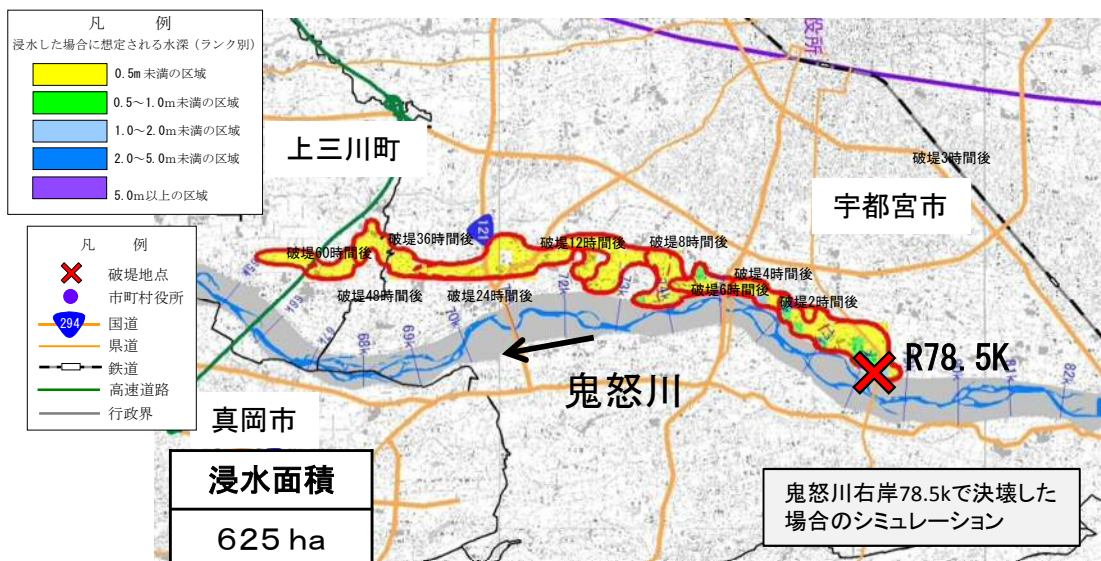 凡 例
浸水した場合に想定される水深（ランク別）
0.5m 未満の区域
0.5～1.0m未満の区域
1.0～2.0m未満の区域
2.0～5.0m未満の区域
5.0m以上の区域
凡 例
破堤地点
市町村役所
294
国道
県道
鉄道
高速道路
行政界
上三川町
宇都宮市
破堤3時間後
121
破堤60時間後
破堤36時間後
破堤12時間後
破堤8時間後
破堤4時間後
破堤48時間後
破堤24時間後
破堤6時間後
破堤2時間後
R78.5K
68k
69k
70k
72k
71k
81k
82k
鬼怒川
真岡市
浸水面積
625 ha
鬼怒川右岸78.5kで決壊した
場合のシミュレーション